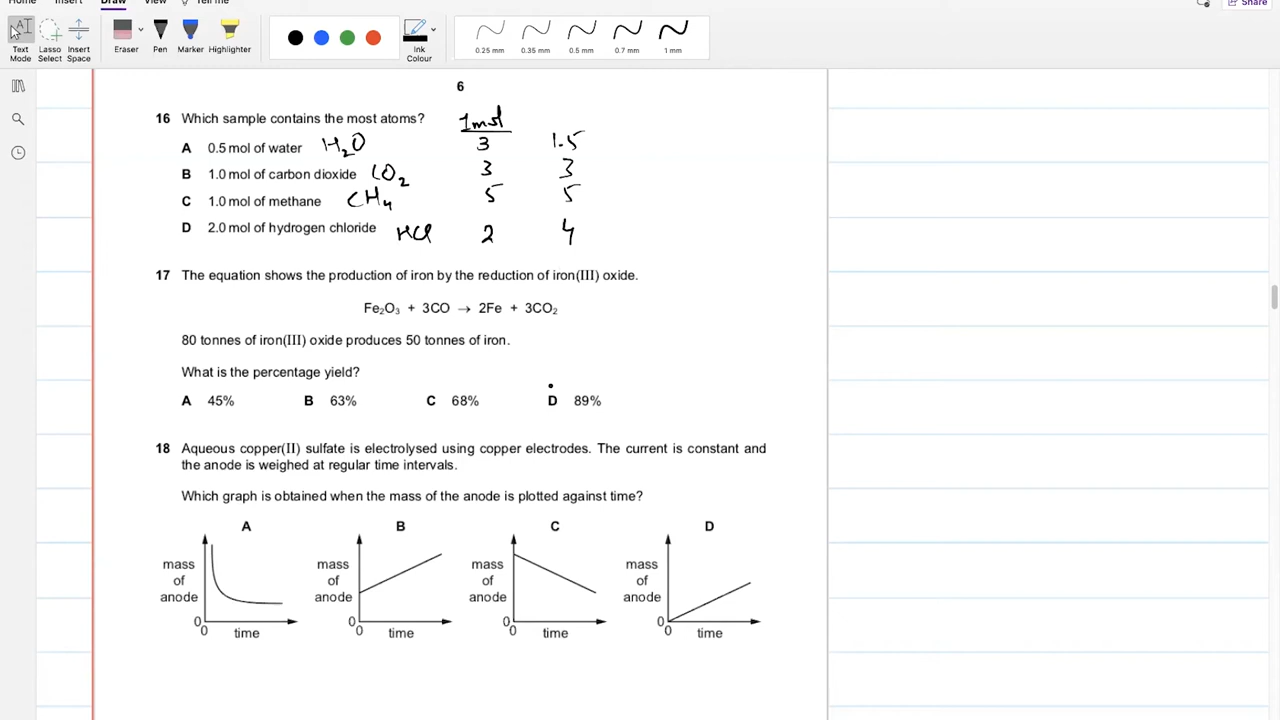 Home Insert Draw View Tell me Share
Text Mode
Lasso Select
Insert Space
Eraser
Pen
Marker
Highlighter
Ink Colour
0.25 mm 0.35 mm 0.5 mm 0.7 mm 1 mm
6
16 Which sample contains the most atoms? 1mol
A 0.5 mol of water H2O 3 1.5
B 1.0 mol of carbon dioxide CO2 3 3
C 1.0 mol of methane CH4 5 5
D 2.0 mol of hydrogen chloride HCl 2 4
17 The equation shows the production of iron by the reduction of iron(III) oxide.
Fe₂O₃ + 3CO → 2Fe + 3CO₂
80 tonnes of iron(III) oxide produces 50 tonnes of iron.
What is the percentage yield?
A 45% B 63% C 68% D 89%
18 Aqueous copper(II) sulfate is electrolysed using copper electrodes. The current is constant and
the anode is weighed at regular time intervals.
Which graph is obtained when the mass of the anode is plotted against time?
A B C D
mass mass mass mass
of of of of
anode anode anode anode
0 0 0 0
0 time 0 time 0 time 0 time